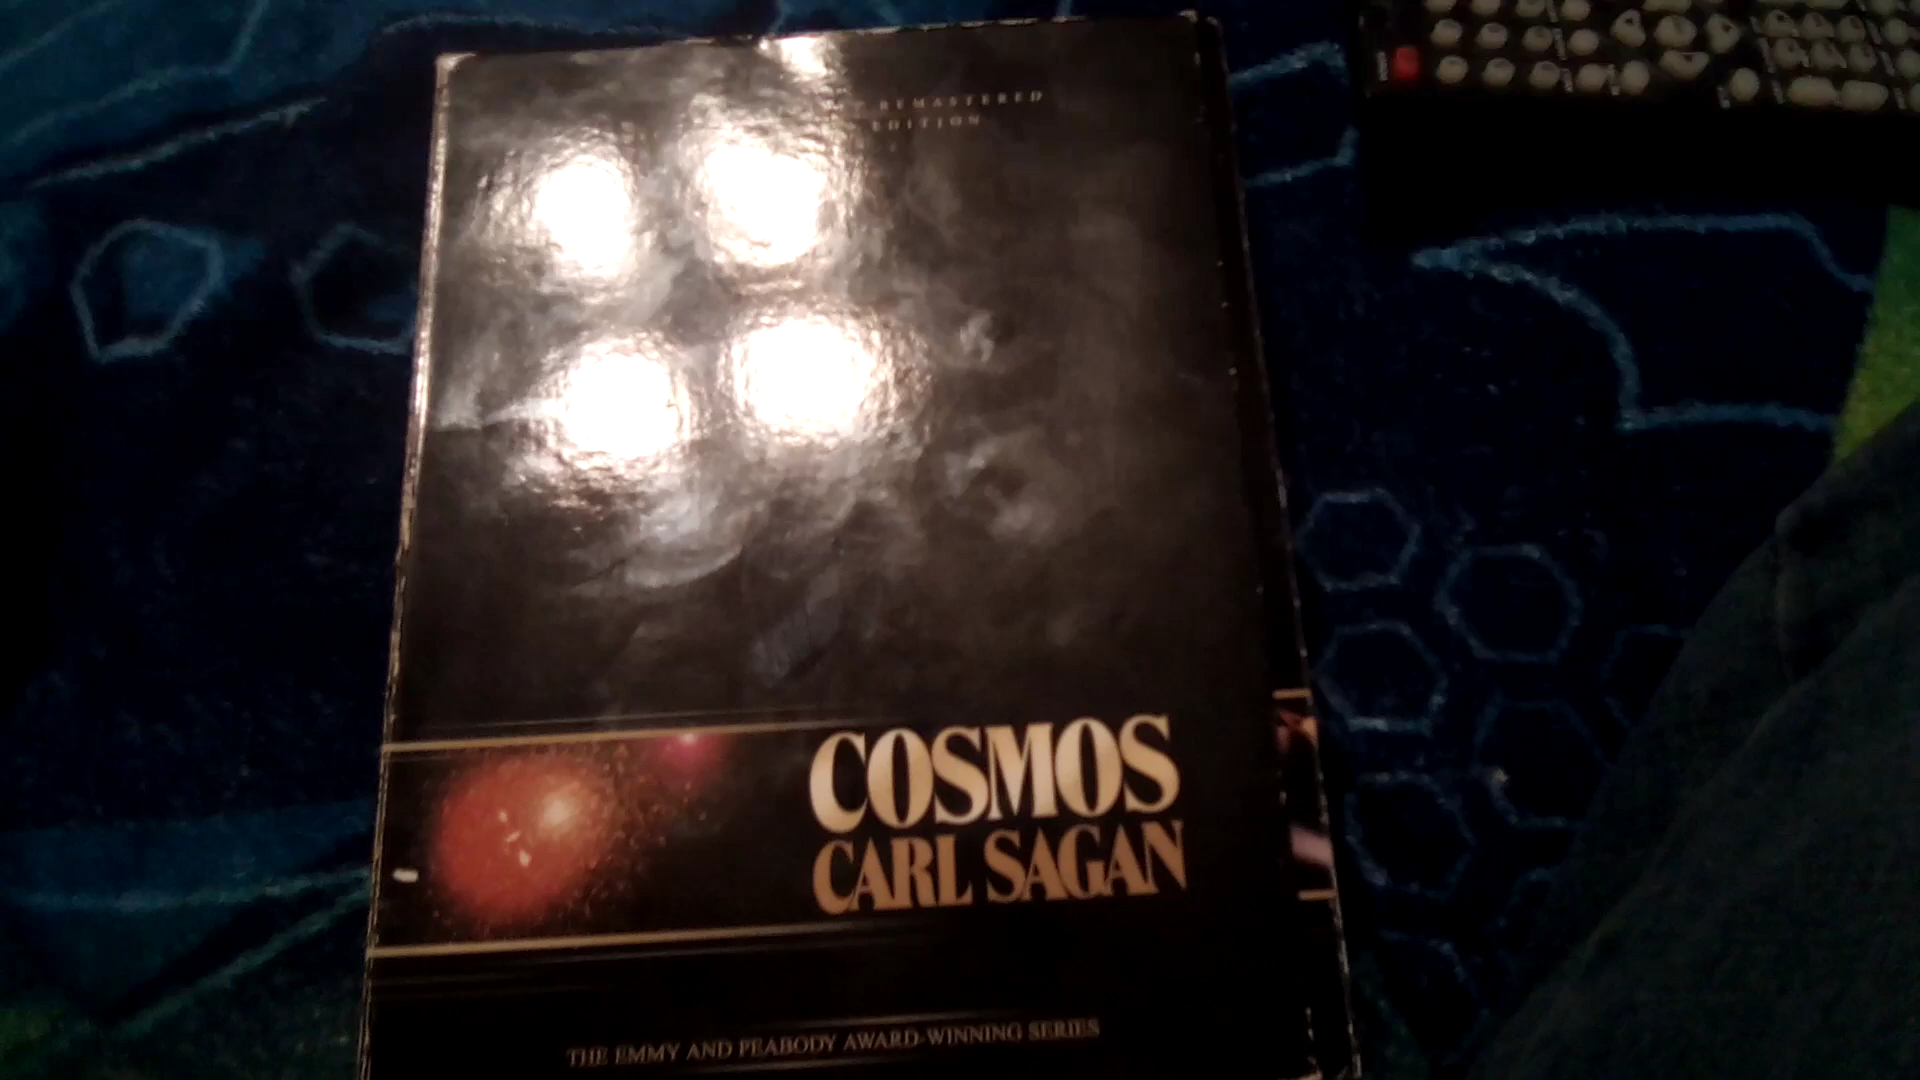 REMASTERED
EDITION
COSMOS
CARL SAGAN
THE EMMY AND PEABODY AWARD-WINNING SERIES